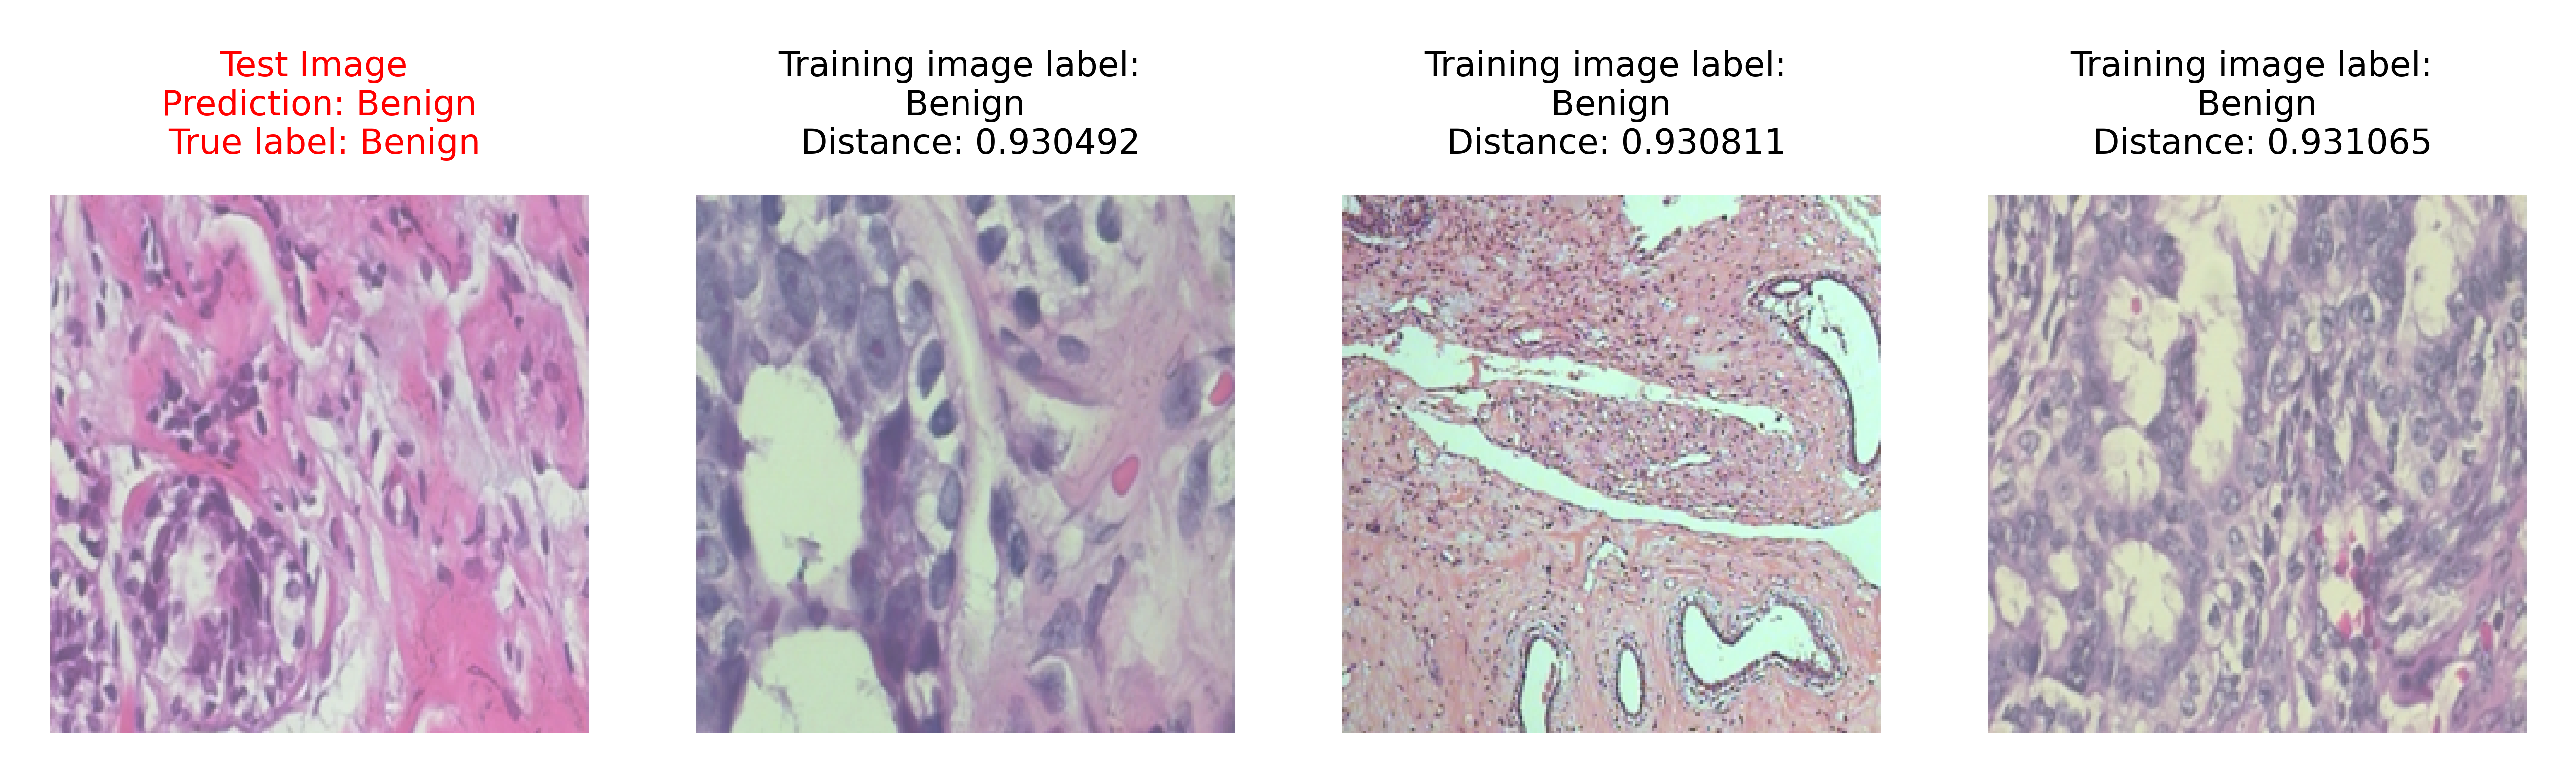 Test Image
Prediction: Benign
True label: Benign
Training image label:
Benign
Distance: 0.930492
Training image label:
Benign
Distance: 0.930811
Training image label:
Benign
Distance: 0.931065